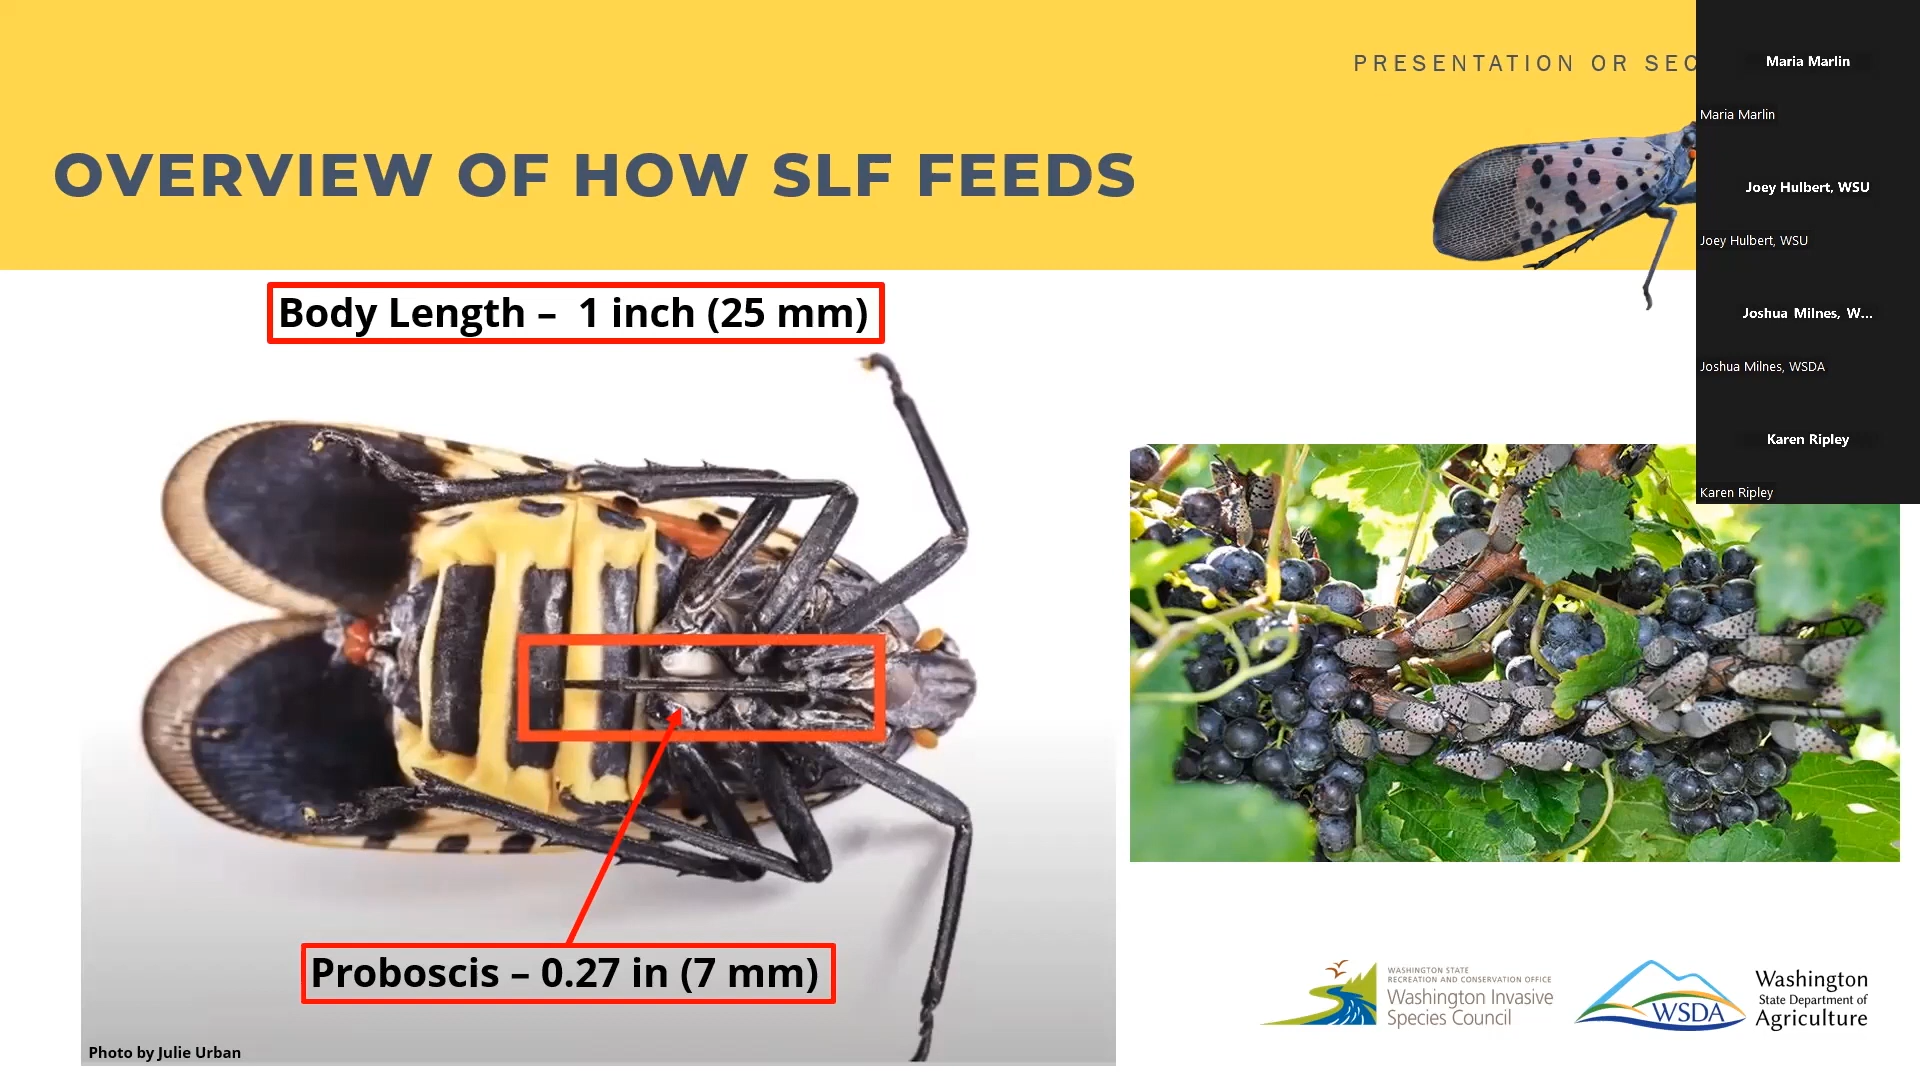 PRESENTATION OR SEC
OVERVIEW OF HOW SLF FEEDS
Body Length – 1 inch (25 mm)
Proboscis – 0.27 in (7 mm)
Photo by Julie Urban
Maria Marlin
Maria Marlin
Joey Hulbert, WSU
Joey Hulbert, WSU
Joshua Milnes, W...
Joshua Milnes, WSDA
Karen Ripley
Karen Ripley
WASHINGTON STATE
RECREATION AND CONSERVATION OFFICE
Washington Invasive
Species Council
WSDA
Washington
State Department of
Agriculture